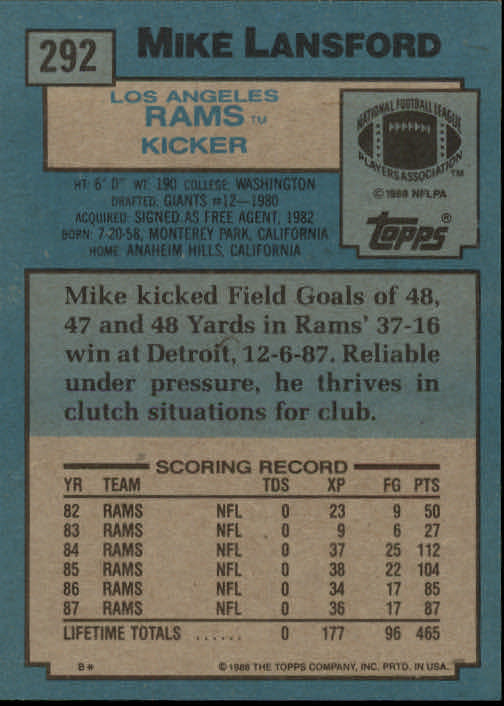 292
MIKE LANSFORD
LOS ANGELES
RAMS TM
KICKER
NATIONAL FOOTBALL LEAGUE
PLAYERS ASSOCIATION™
© 1988 NFLPA
topps®
HT: 6' 0" WT: 190 COLLEGE: WASHINGTON
DRAFTED: GIANTS #12—1980
ACQUIRED: SIGNED AS FREE AGENT, 1982
BORN: 7-20-58, MONTEREY PARK, CALIFORNIA
HOME: ANAHEIM HILLS, CALIFORNIA
Mike kicked Field Goals of 48,
47 and 48 Yards in Rams' 37-16
win at Detroit, 12-6-87. Reliable
under pressure, he thrives in
clutch situations for club.
SCORING RECORD
YR TEAM TDS XP FG PTS
82 RAMS NFL 0 23 9 50
83 RAMS NFL 0 9 6 27
84 RAMS NFL 0 37 25 112
85 RAMS NFL 0 38 22 104
86 RAMS NFL 0 34 17 85
87 RAMS NFL 0 36 17 87
LIFETIME TOTALS ...... 0 177 96 465
B* © 1988 THE TOPPS COMPANY, INC. PRTD. IN USA.